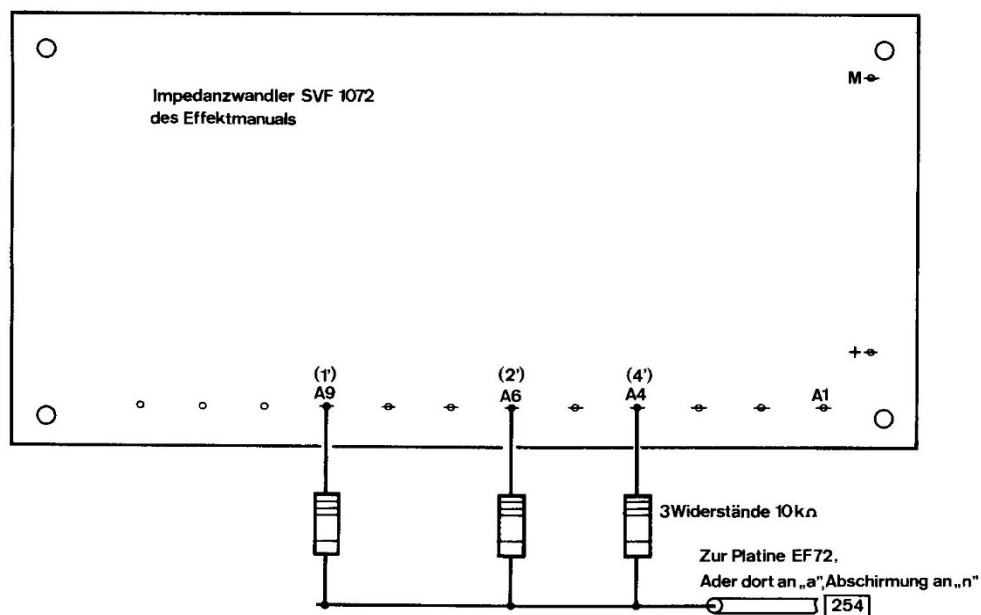 M
Impedanzwandler SVF 1072
des Effektmanuals
+
(1') (2') (4')
A9 A6 A4 A1
3Widerstände 10kΩ
Zur Platine EF72,
Ader dort an „a", Abschirmung an „n"
254